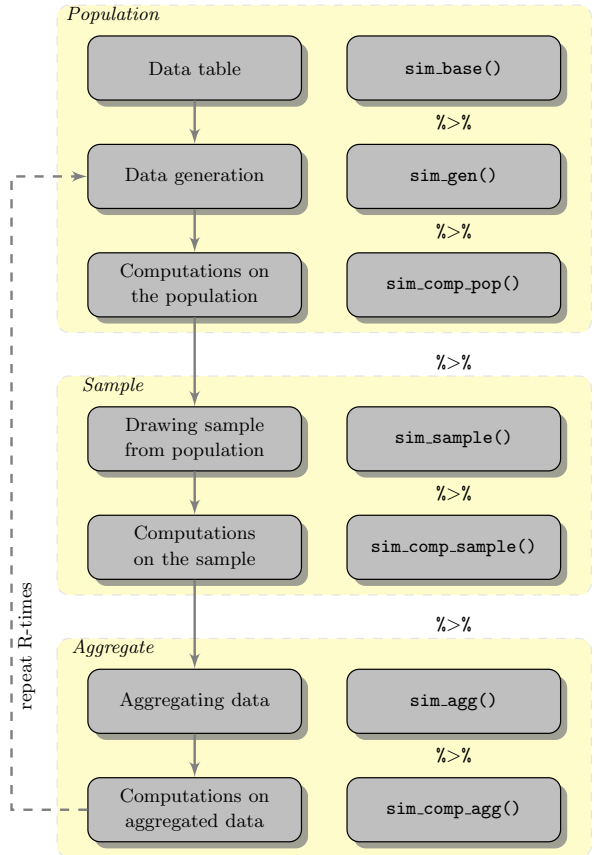 Population
Data table
sim_base()
%>%
Data generation
sim_gen()
%>%
Computations on
the population
sim_comp_pop()
%>%
Sample
Drawing sample
from population
sim_sample()
%>%
Computations
on the sample
sim_comp_sample()
%>%
Aggregate
Aggregating data
sim_agg()
%>%
Computations on
aggregated data
sim_comp_agg()
repeat R-times